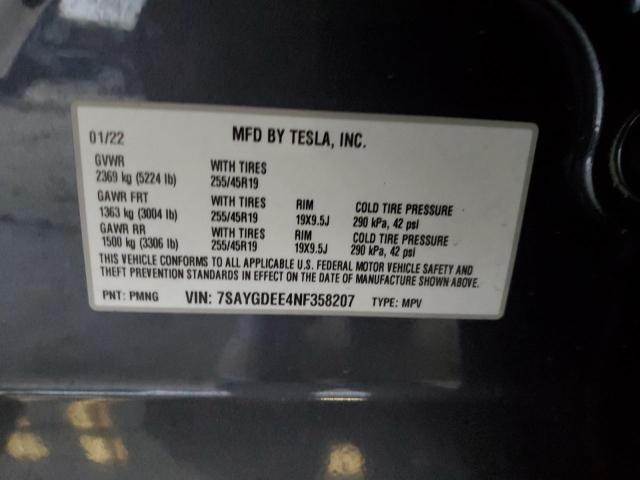 01/22 MFD BY TESLA, INC.
GVWR WITH TIRES
2369 kg (5224 lb) 255/45R19
GAWR FRT WITH TIRES RIM COLD TIRE PRESSURE
1363 kg (3004 lb) 255/45R19 19X9.5J 290 kPa, 42 psi
GAWR RR WITH TIRES RIM COLD TIRE PRESSURE
1500 kg (3306 lb) 255/45R19 19X9.5J 290 kPa, 42 psi
THIS VEHICLE CONFORMS TO ALL APPLICABLE U.S. FEDERAL MOTOR VEHICLE SAFETY AND
THEFT PREVENTION STANDARDS IN EFFECT ON THE DATE OF MANUFACTURE SHOWN ABOVE.
PNT: PMNG VIN: 7SAYGDEE4NF358207 TYPE: MPV